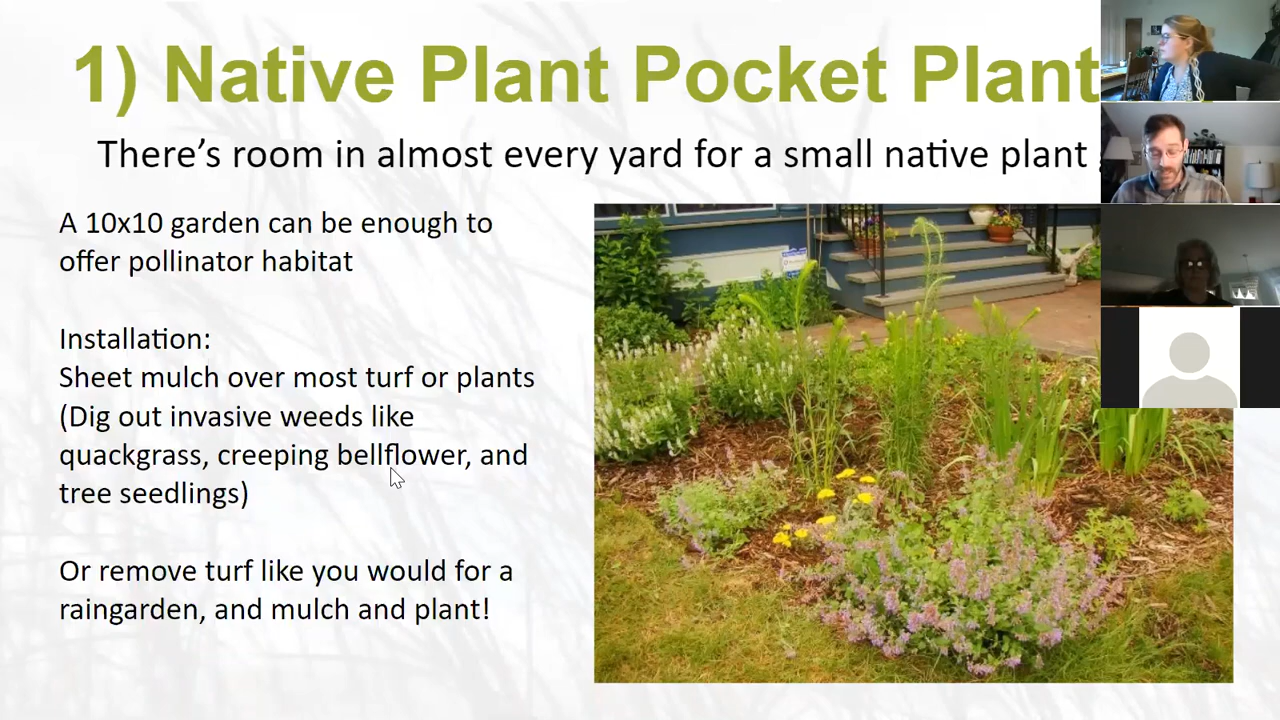 1) Native Plant Pocket Plant
There's room in almost every yard for a small native plant
A 10x10 garden can be enough to
offer pollinator habitat
Installation:
Sheet mulch over most turf or plants
(Dig out invasive weeds like
quackgrass, creeping bellflower, and
tree seedlings)
Or remove turf like you would for a
raingarden, and mulch and plant!